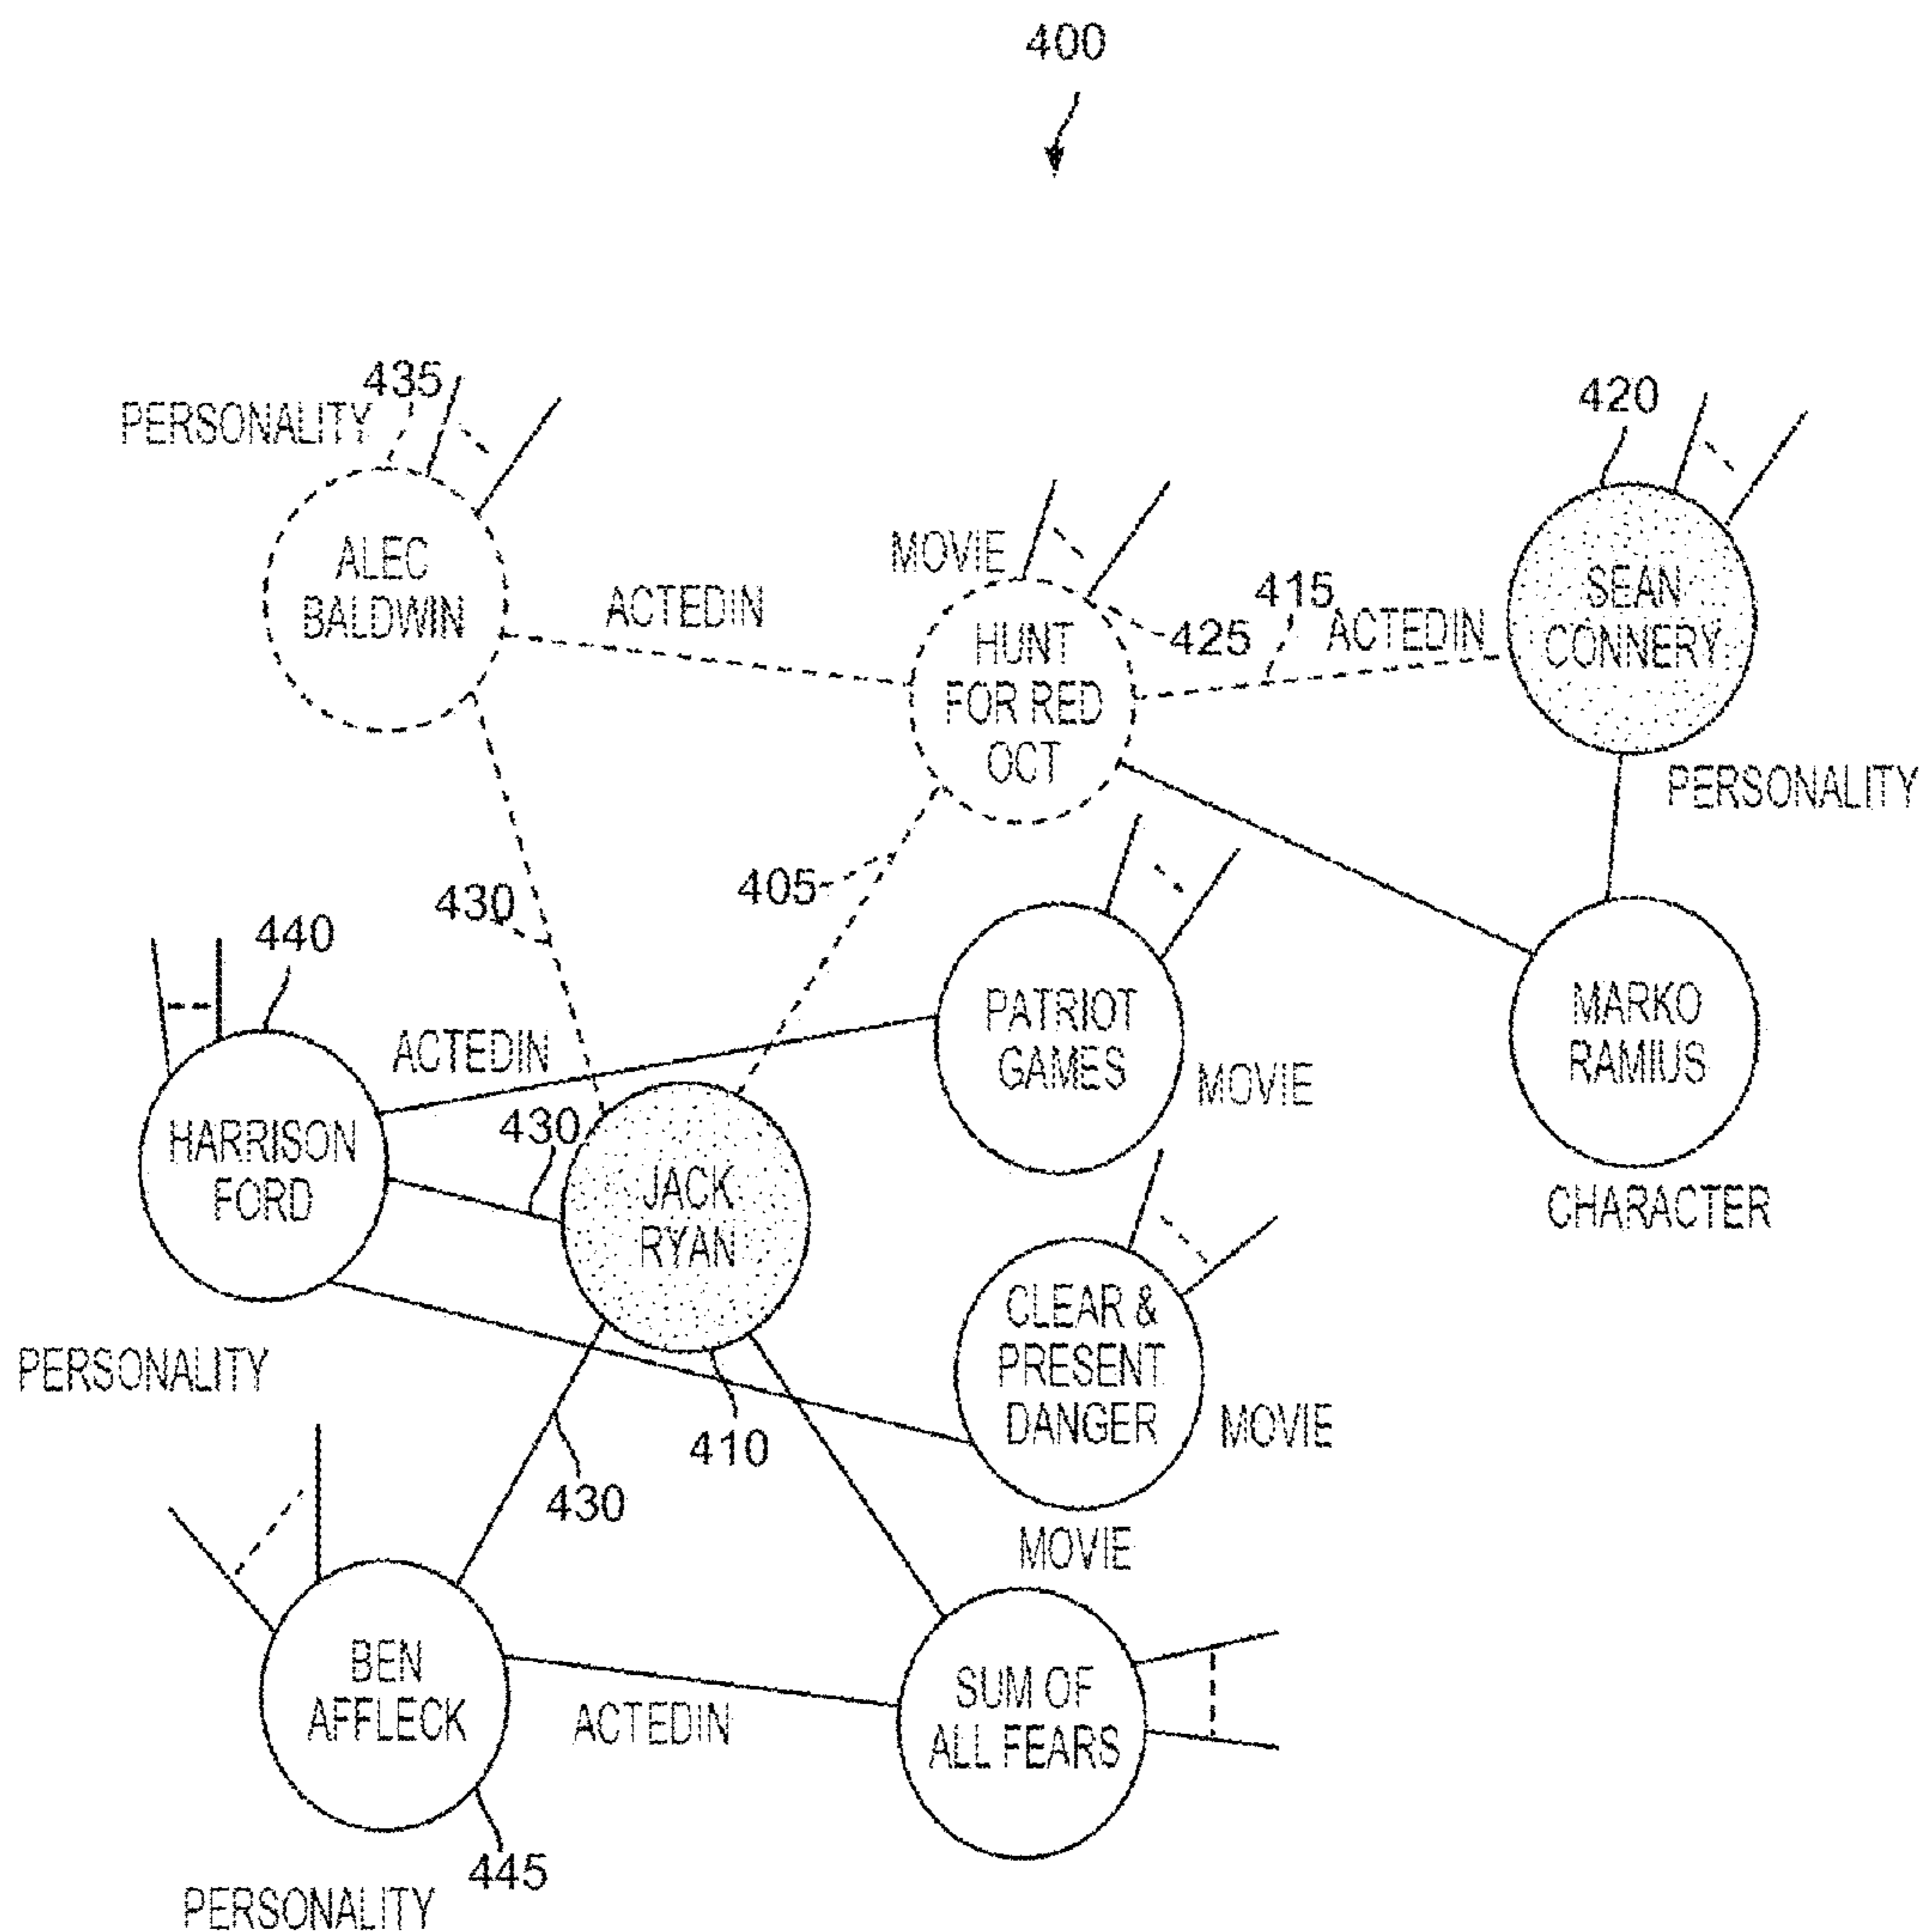 400
435
PERSONALITY
420
ALEC
BALDWIN
ACTEDIN
MOVIE
HUNT
FOR RED
OCT
425
415
ACTEDIN
SEAN
CONNERY
PERSONALITY
430
405
440
ACTEDIN
HARRISON
FORD
430
JACK
RYAN
PATRIOT
GAMES
MOVIE
MARKO
RAMIUS
CHARACTER
PERSONALITY
CLEAR &
PRESENT
DANGER
MOVIE
410
430
MOVIE
BEN
AFFLECK
ACTEDIN
SUM OF
ALL FEARS
445
PERSONALITY